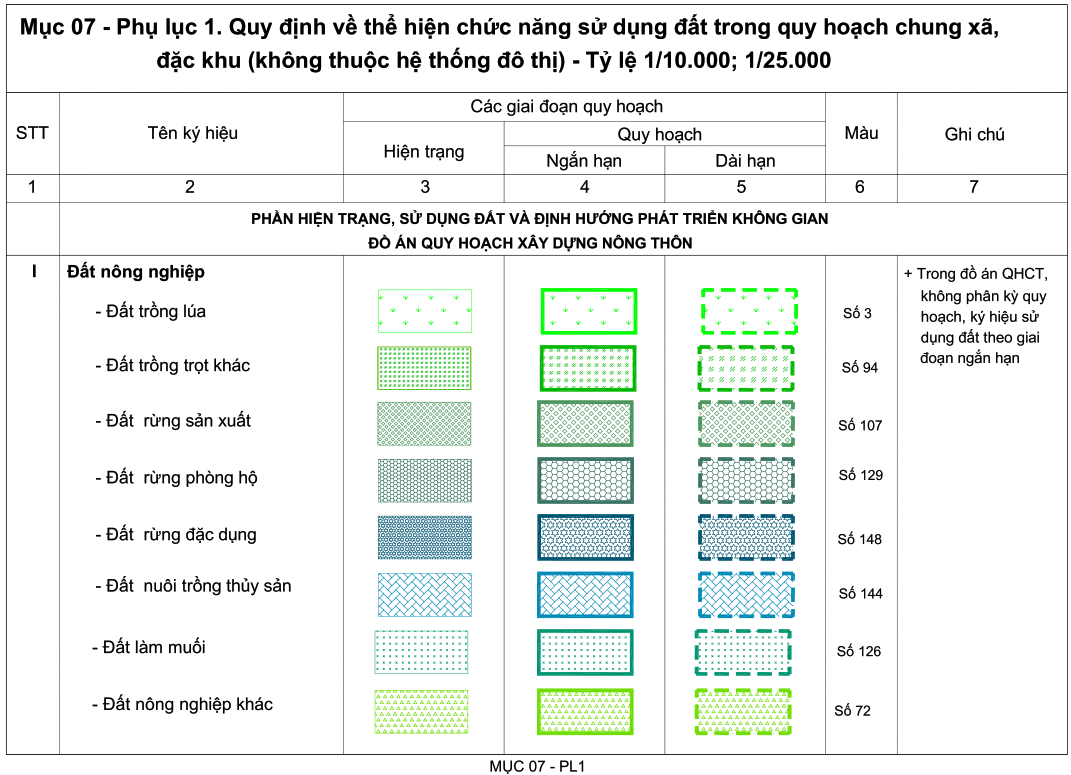 Mục 07 - Phụ lục 1. Quy định về thể hiện chức năng sử dụng đất trong quy hoạch chung xã,
đặc khu (không thuộc hệ thống đô thị) - Tỷ lệ 1/10.000; 1/25.000
STT
Tên ký hiệu
Các giai đoạn quy hoạch
Hiện trạng
Quy hoạch
Ngắn hạn
Dài hạn
Màu
Ghi chú
1 2 3 4 5 6 7
PHẦN HIỆN TRẠNG, SỬ DỤNG ĐẤT VÀ ĐỊNH HƯỚNG PHÁT TRIỂN KHÔNG GIAN
ĐỒ ÁN QUY HOẠCH XÂY DỰNG NÔNG THÔN
I Đất nông nghiệp
- Đất trồng lúa Số 3
- Đất trồng trọt khác Số 94
- Đất rừng sản xuất Số 107
- Đất rừng phòng hộ Số 129
- Đất rừng đặc dụng Số 148
- Đất nuôi trồng thủy sản Số 144
- Đất làm muối Số 126
- Đất nông nghiệp khác Số 72
+ Trong đồ án QHCT,
không phân kỳ quy
hoạch, ký hiệu sử
dụng đất theo giai
đoạn ngắn hạn
MỤC 07 - PL1